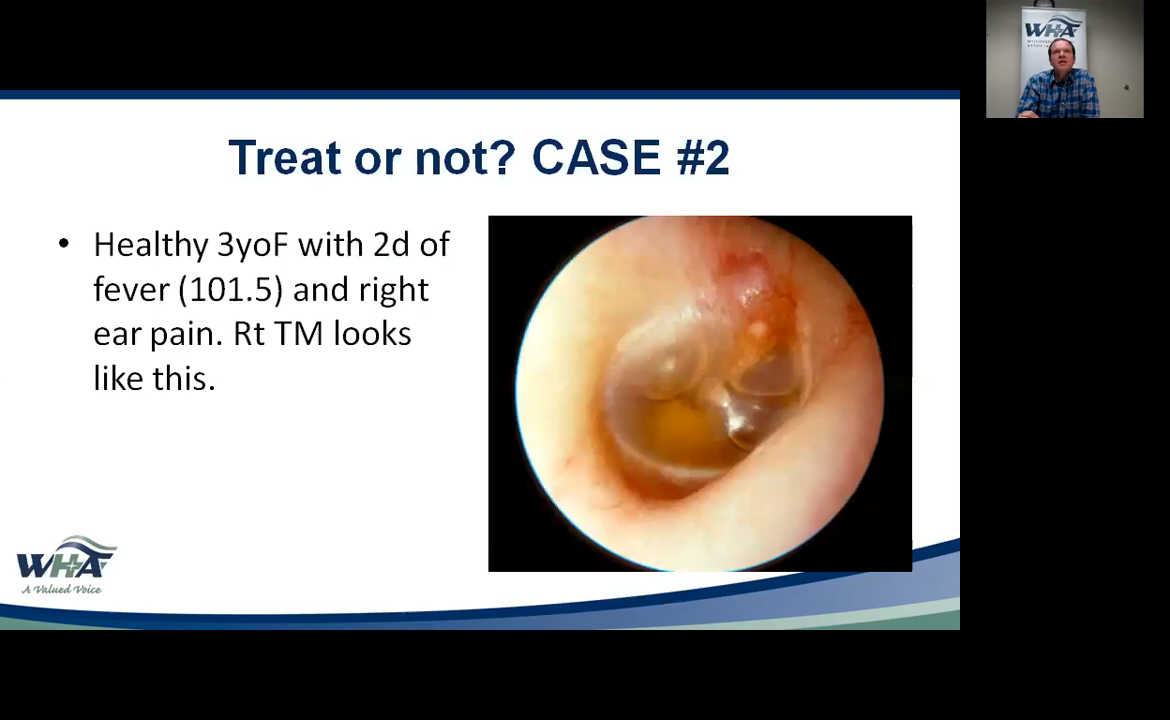 Treat or not? CASE #2
• Healthy 3yoF with 2d of
fever (101.5) and right
ear pain. Rt TM looks
like this.
WHA
A Valued Voice
WHA